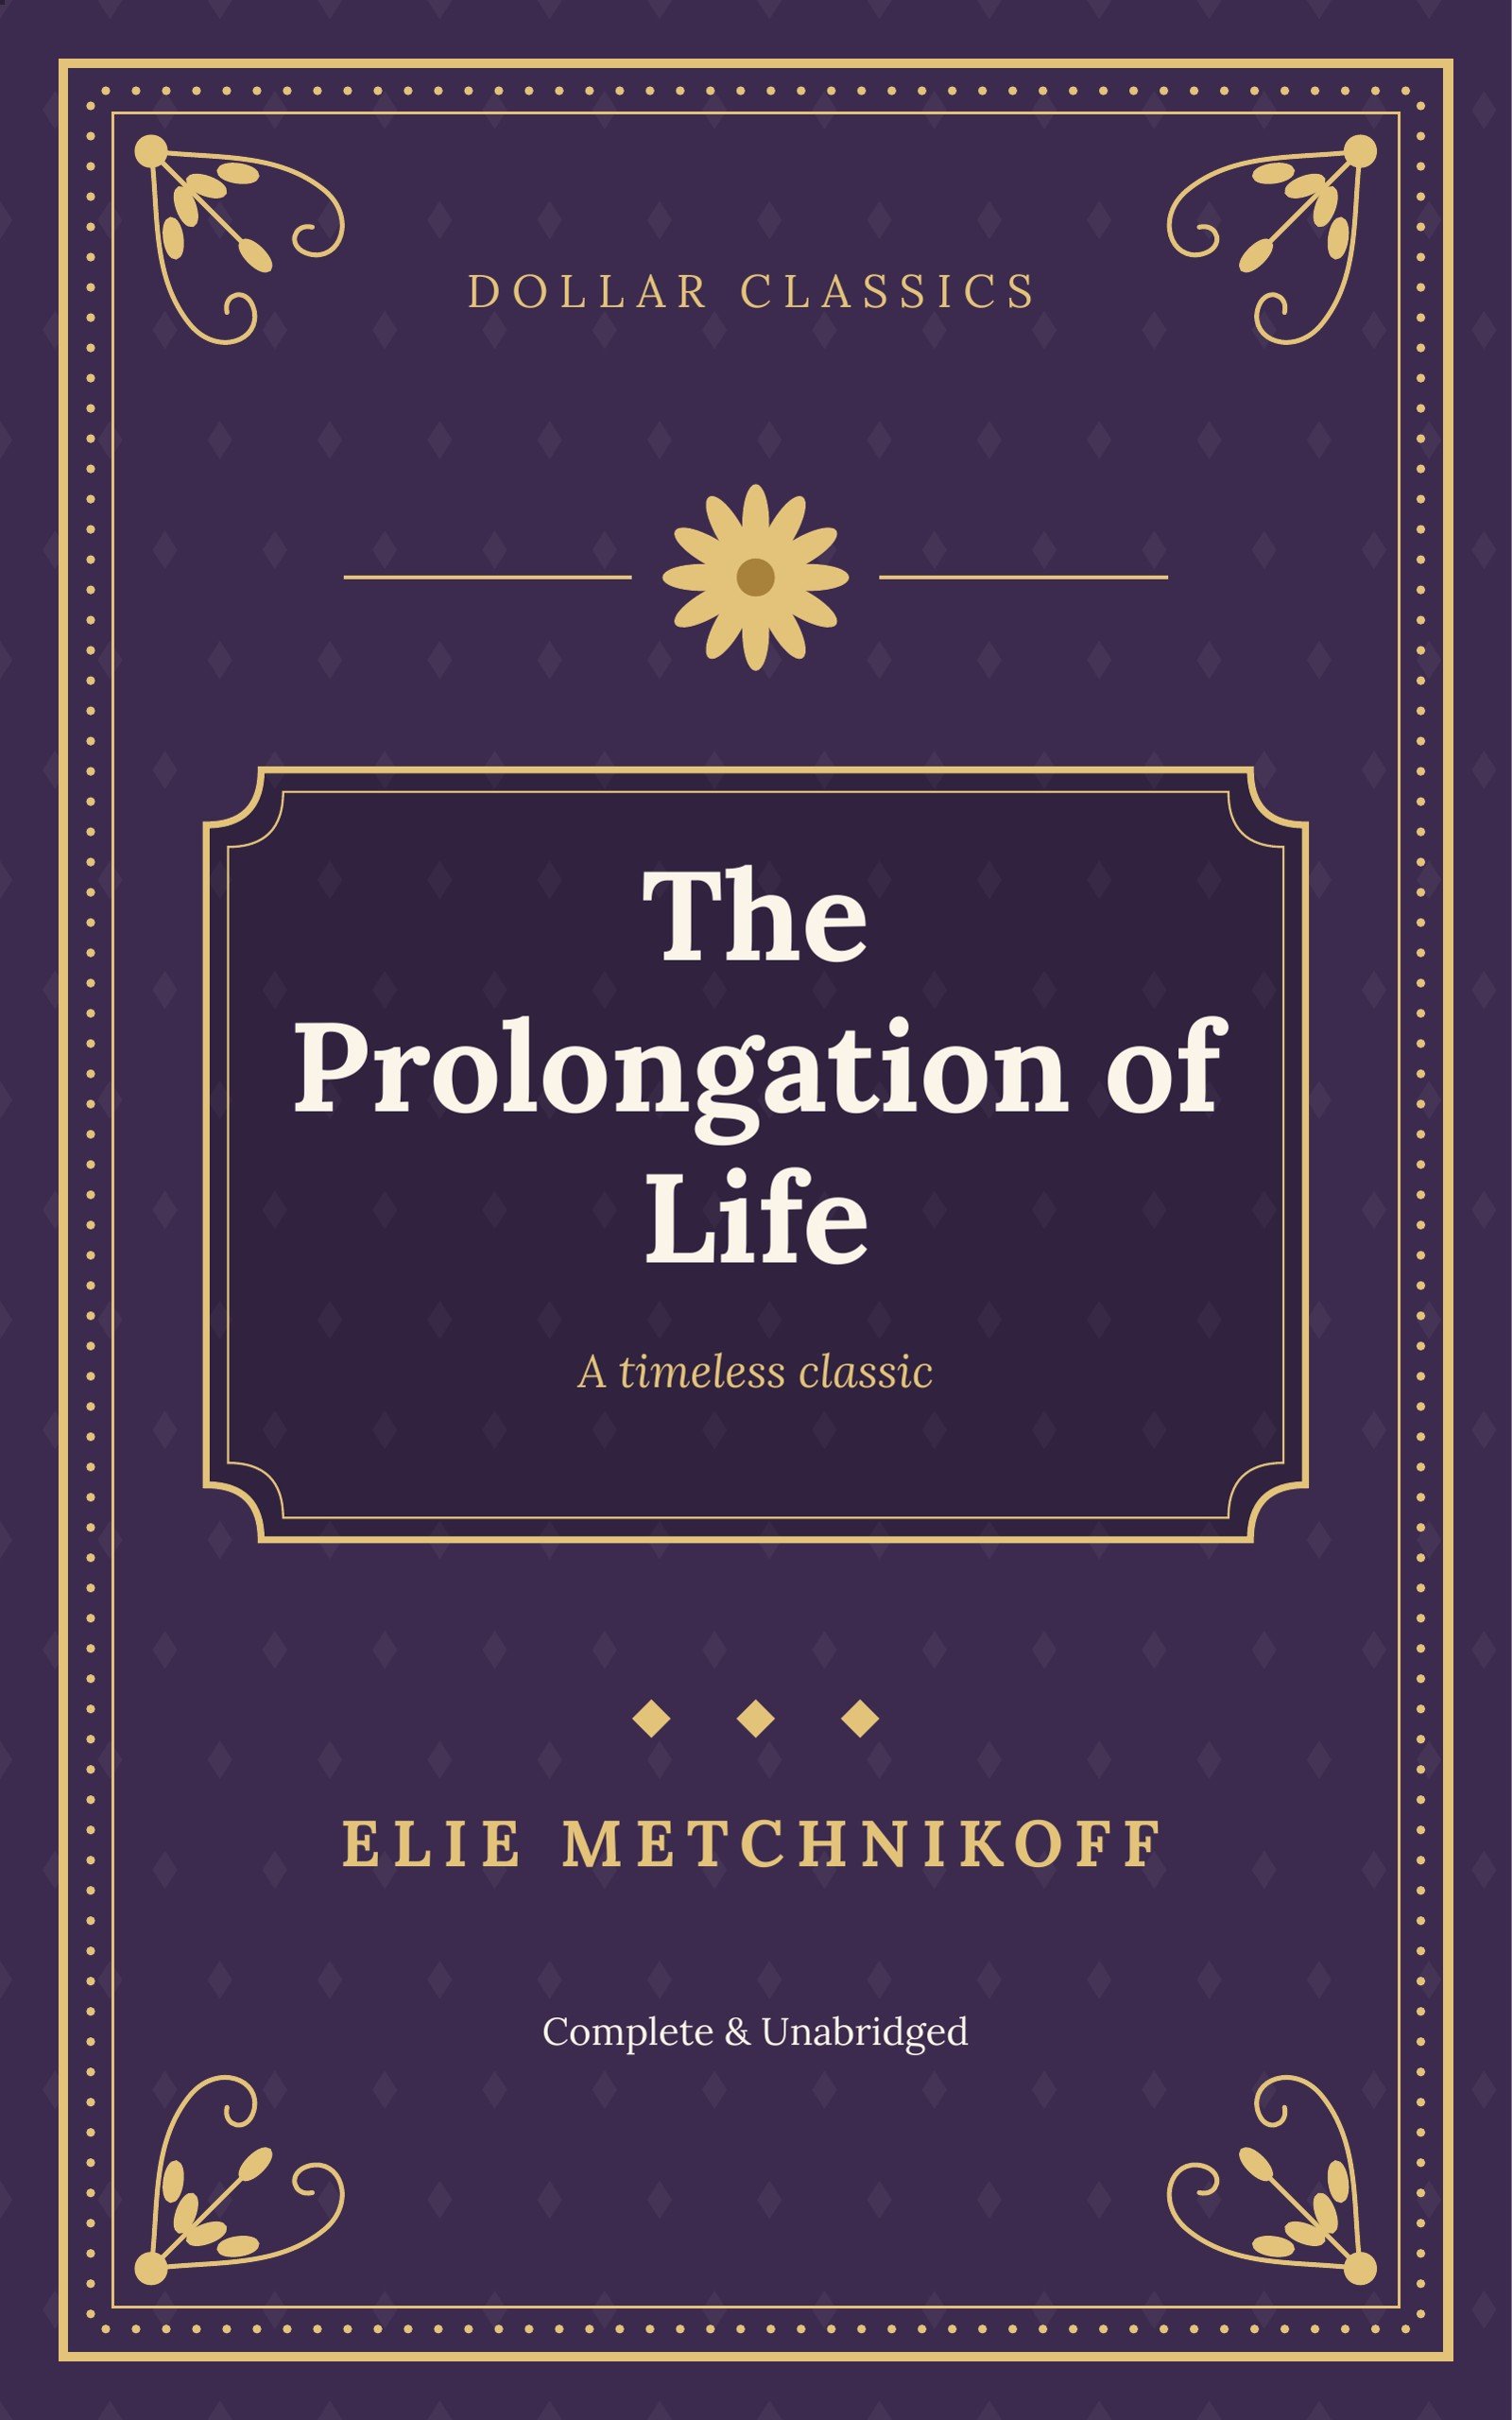 DOLLAR CLASSICS
The
Prolongation of
Life
A timeless classic
ELIE METCHNIKOFF
Complete & Unabridged